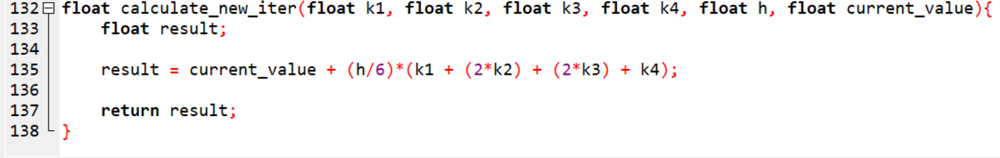 132 float calculate_new_iter(float k1, float k2, float k3, float k4, float h, float current_value){
133     float result;
134
135     result = current_value + (h/6)*(k1 + (2*k2) + (2*k3) + k4);
136
137     return result;
138 }